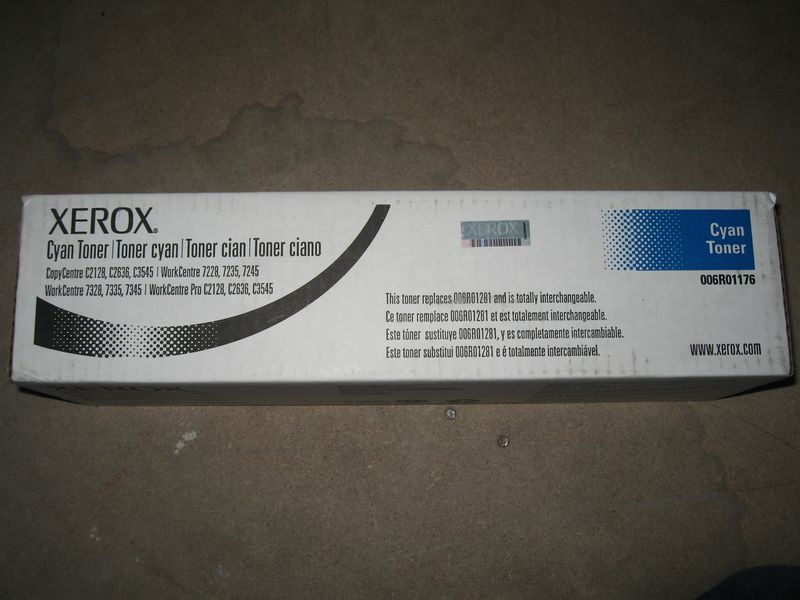 XEROX®
Cyan Toner | Toner cyan | Toner cian | Toner ciano
CopyCentre C2128, C2636, C3545 | WorkCentre 7228, 7235, 7245
WorkCentre 7328, 7335, 7345 | WorkCentre Pro C2128, C2636, C3545
XEROX
Cyan
Toner
006R01176
This toner replaces 006R01281 and is totally interchangeable.
Ce toner remplace 006R01281 et est totalement interchangeable.
Este tóner sustituye 006R01281, y es completamente intercambiable.
Este toner substitui 006R01281 e é totalmente intercambiável.
www.xerox.com